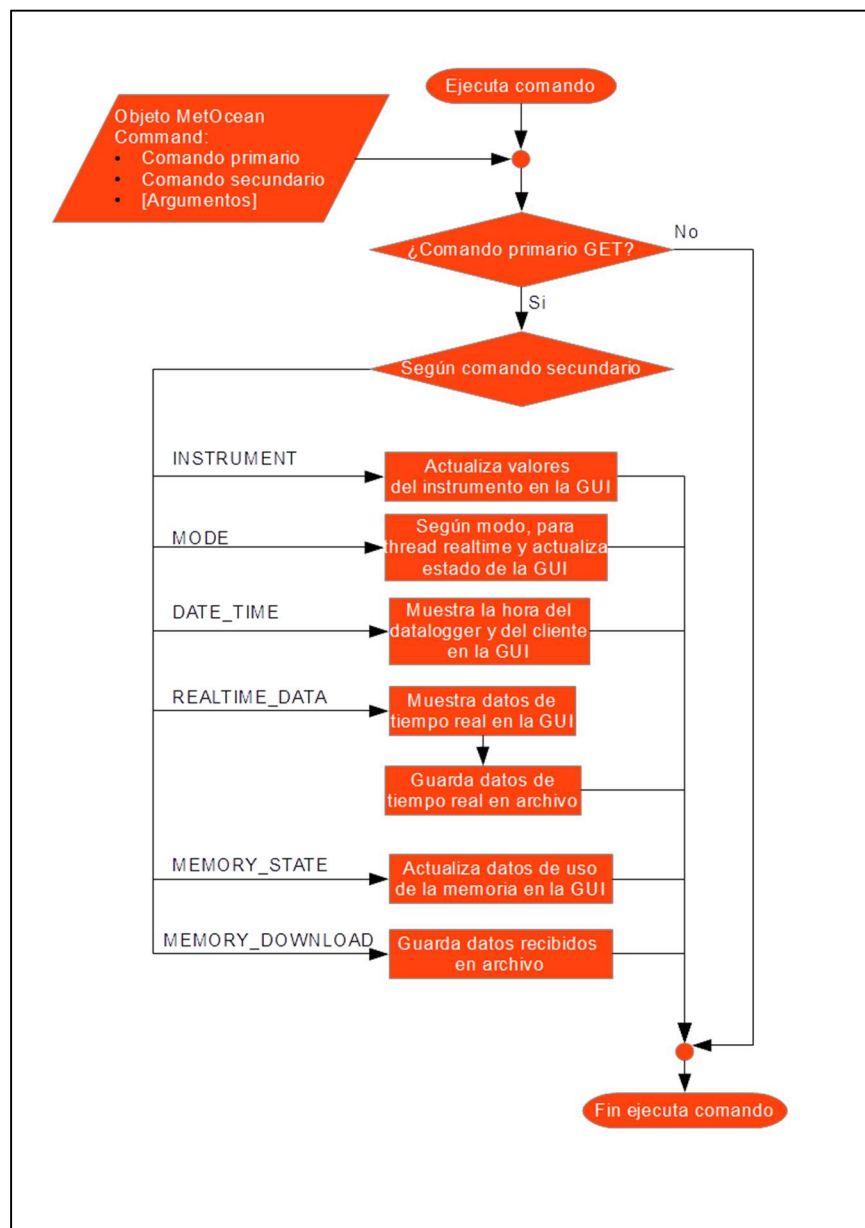 Ejecuta comando
Objeto MetOcean
Command:
• Comando primario
• Comando secundario
• [Argumentos]
¿Comando primario GET?
No
Si
Según comando secundario
INSTRUMENT
Actualiza valores
del instrumento en la GUI
MODE
Según modo, para
thread realtime y actualiza
estado de la GUI
DATE_TIME
Muestra la hora del
datalogger y del cliente
en la GUI
REALTIME_DATA
Muestra datos de
tiempo real en la GUI
Guarda datos de
tiempo real en archivo
MEMORY_STATE
Actualiza datos de uso
de la memoria en la GUI
MEMORY_DOWNLOAD
Guarda datos recibidos
en archivo
Fin ejecuta comando